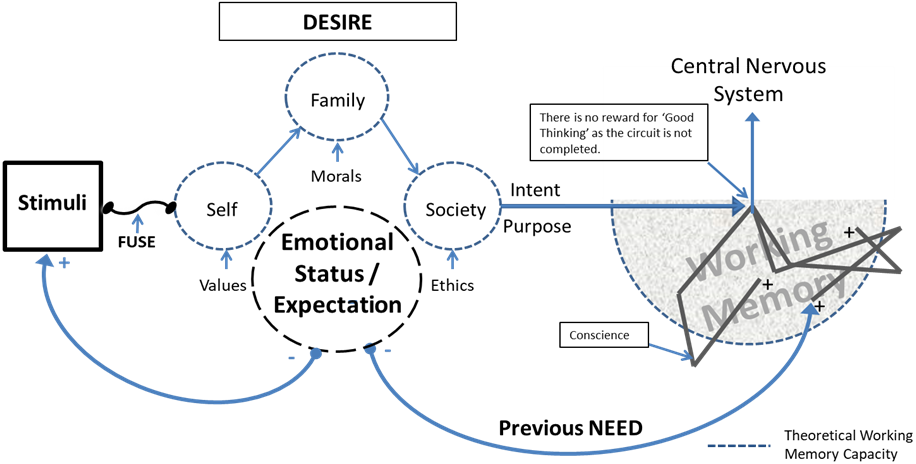 DESIRE
Central Nervous
System
Family
There is no reward for ‘Good
Thinking’ as the circuit is not
completed.
Morals
Stimuli
FUSE
Self
Society
Intent
Purpose
Values
Emotional
Status /
Expectation
Ethics
Working
Memory
+
+
+
+
-
-
Conscience
Previous NEED
Theoretical Working
Memory Capacity